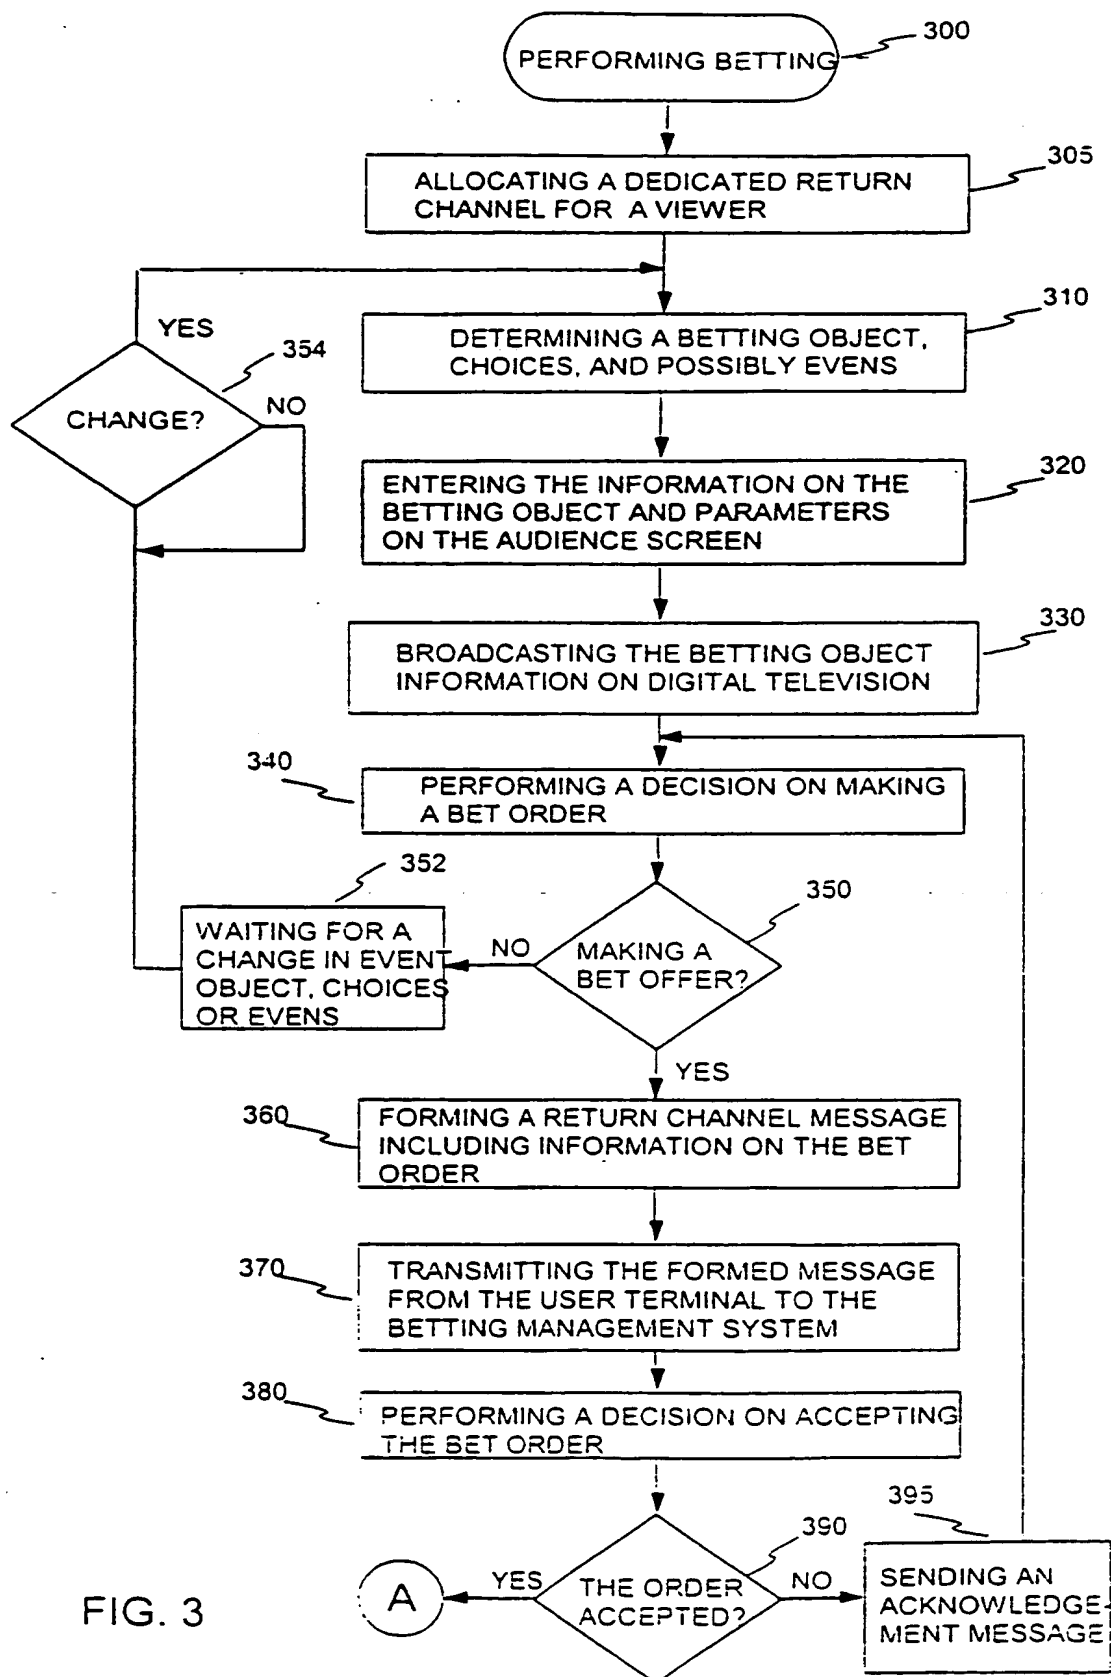 300
PERFORMING BETTING
305
ALLOCATING A DEDICATED RETURN
CHANNEL FOR A VIEWER
310
DETERMINING A BETTING OBJECT,
CHOICES, AND POSSIBLY EVENS
YES
354
CHANGE?
NO
320
ENTERING THE INFORMATION ON THE
BETTING OBJECT AND PARAMETERS
ON THE AUDIENCE SCREEN
330
BROADCASTING THE BETTING OBJECT
INFORMATION ON DIGITAL TELEVISION
340
PERFORMING A DECISION ON MAKING
A BET ORDER
352
WAITING FOR A
CHANGE IN EVENT
OBJECT, CHOICES
OR EVENS
350
NO
MAKING A
BET OFFER?
YES
360
FORMING A RETURN CHANNEL MESSAGE
INCLUDING INFORMATION ON THE BET
ORDER
370
TRANSMITTING THE FORMED MESSAGE
FROM THE USER TERMINAL TO THE
BETTING MANAGEMENT SYSTEM
380
PERFORMING A DECISION ON ACCEPTING
THE BET ORDER
390
395
A
YES
THE ORDER
ACCEPTED?
NO
SENDING AN
ACKNOWLEDGE-
MENT MESSAGE
FIG. 3